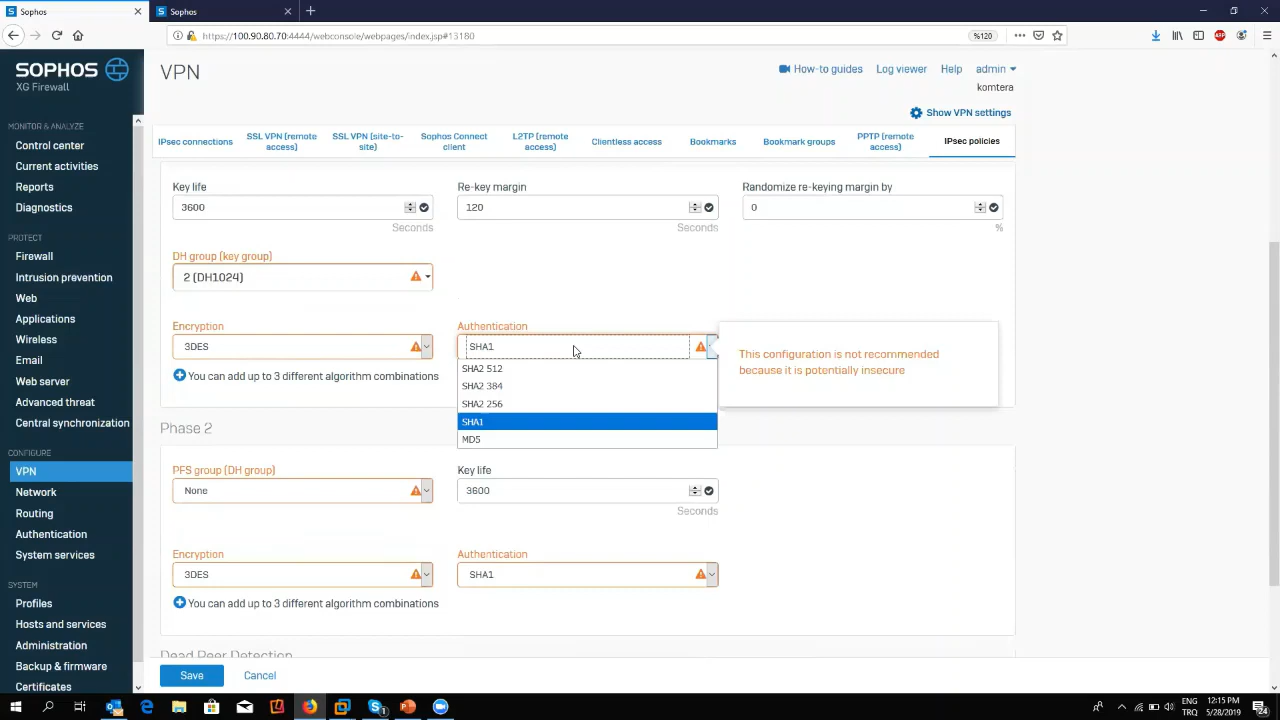 Sophos
Sophos
https://100.90.80.70:4444/webconsole/webpages/index.jsp#13180
%120
ABP
SOPHOS
XG Firewall
VPN
How-to guides
Log viewer
Help
admin
komtera
Show VPN settings
MONITOR & ANALYZE
Control center
Current activities
Reports
Diagnostics
PROTECT
Firewall
Intrusion prevention
Web
Applications
Wireless
Email
Web server
Advanced threat
Central synchronization
CONFIGURE
VPN
Network
Routing
Authentication
System services
SYSTEM
Profiles
Hosts and services
Administration
Backup & firmware
Certificates
IPsec connections
SSL VPN (remote
access)
SSL VPN (site-to-
site)
Sophos Connect
client
L2TP (remote
access)
Clientless access
Bookmarks
Bookmark groups
PPTP (remote
access)
IPsec policies
Key life
Re-key margin
Randomize re-keying margin by
3600
120
0
Seconds
Seconds
%
DH group (key group)
2 (DH1024)
Encryption
Authentication
3DES
SHA1
This configuration is not recommended
because it is potentially insecure
SHA2 512
SHA2 384
SHA2 256
SHA1
MD5
You can add up to 3 different algorithm combinations
Phase 2
PFS group (DH group)
Key life
None
3600
Seconds
Encryption
Authentication
3DES
SHA1
You can add up to 3 different algorithm combinations
Dead Peer Detection
Save
Cancel
ENG
TRQ
12:15 PM
5/28/2019
24